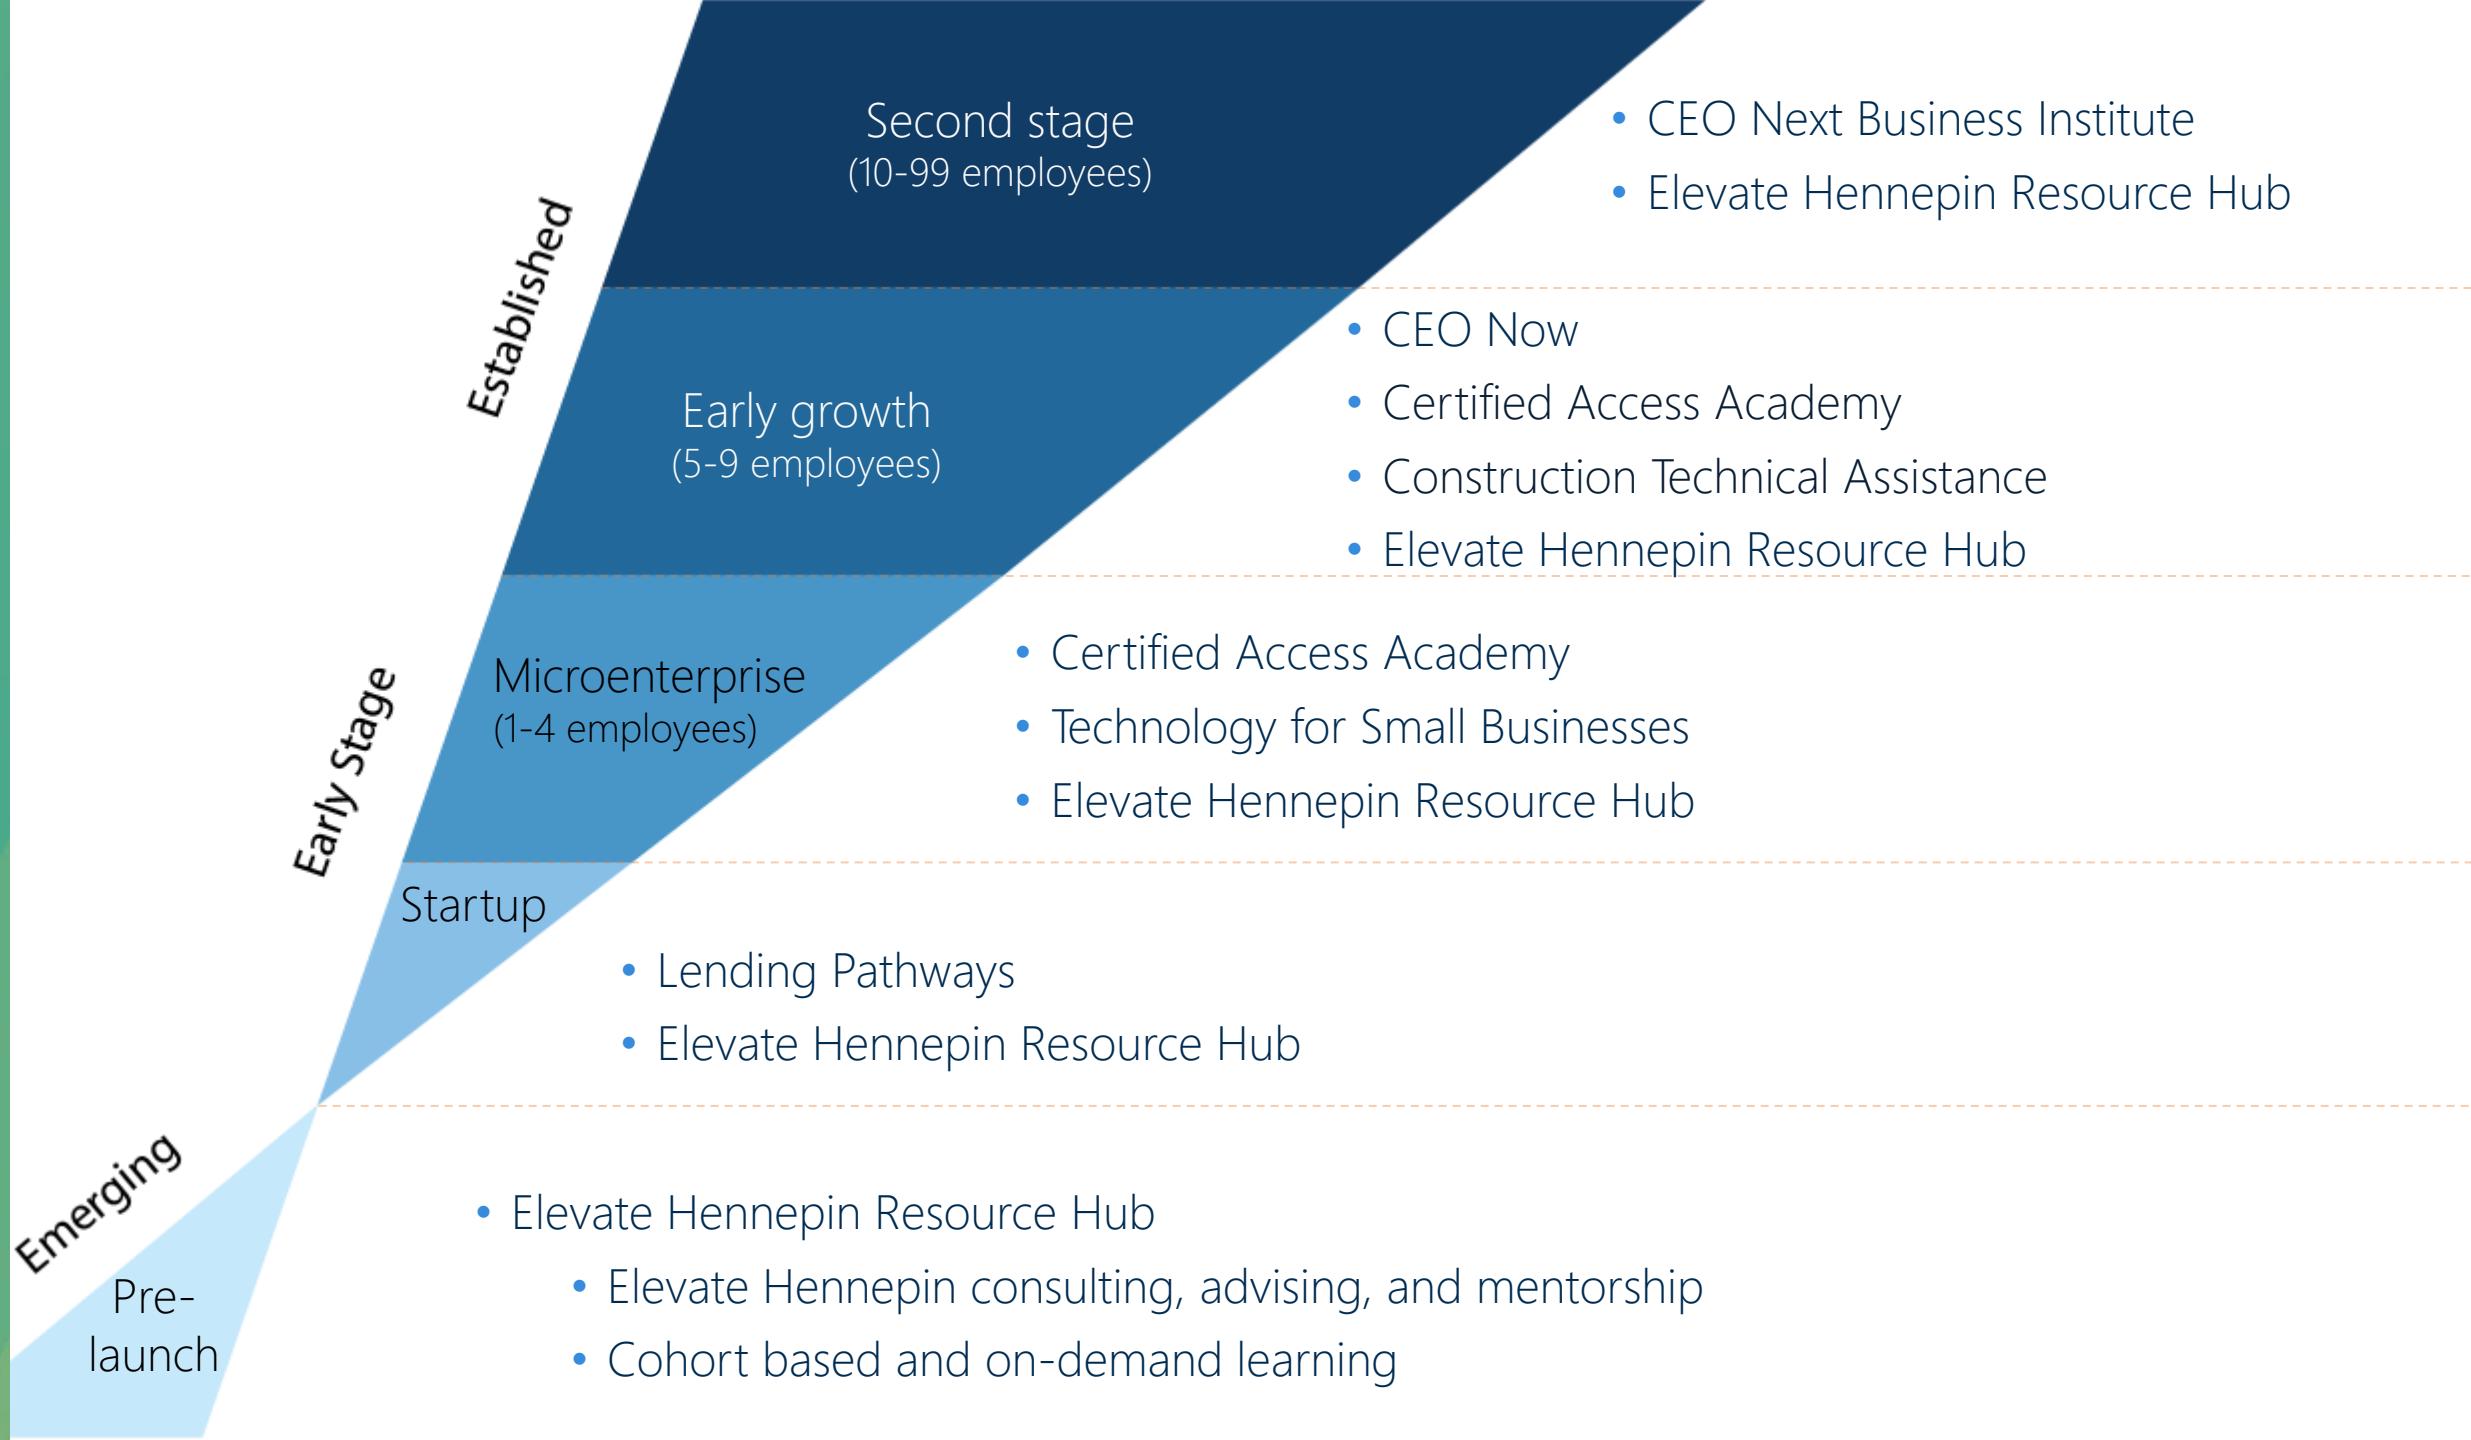 Established
Second stage
(10-99 employees)
• CEO Next Business Institute
• Elevate Hennepin Resource Hub
Early growth
(5-9 employees)
• CEO Now
• Certified Access Academy
• Construction Technical Assistance
• Elevate Hennepin Resource Hub
Early Stage
Microenterprise
(1-4 employees)
• Certified Access Academy
• Technology for Small Businesses
• Elevate Hennepin Resource Hub
Startup
• Lending Pathways
• Elevate Hennepin Resource Hub
Emerging
Pre-
launch
• Elevate Hennepin Resource Hub
• Elevate Hennepin consulting, advising, and mentorship
• Cohort based and on-demand learning